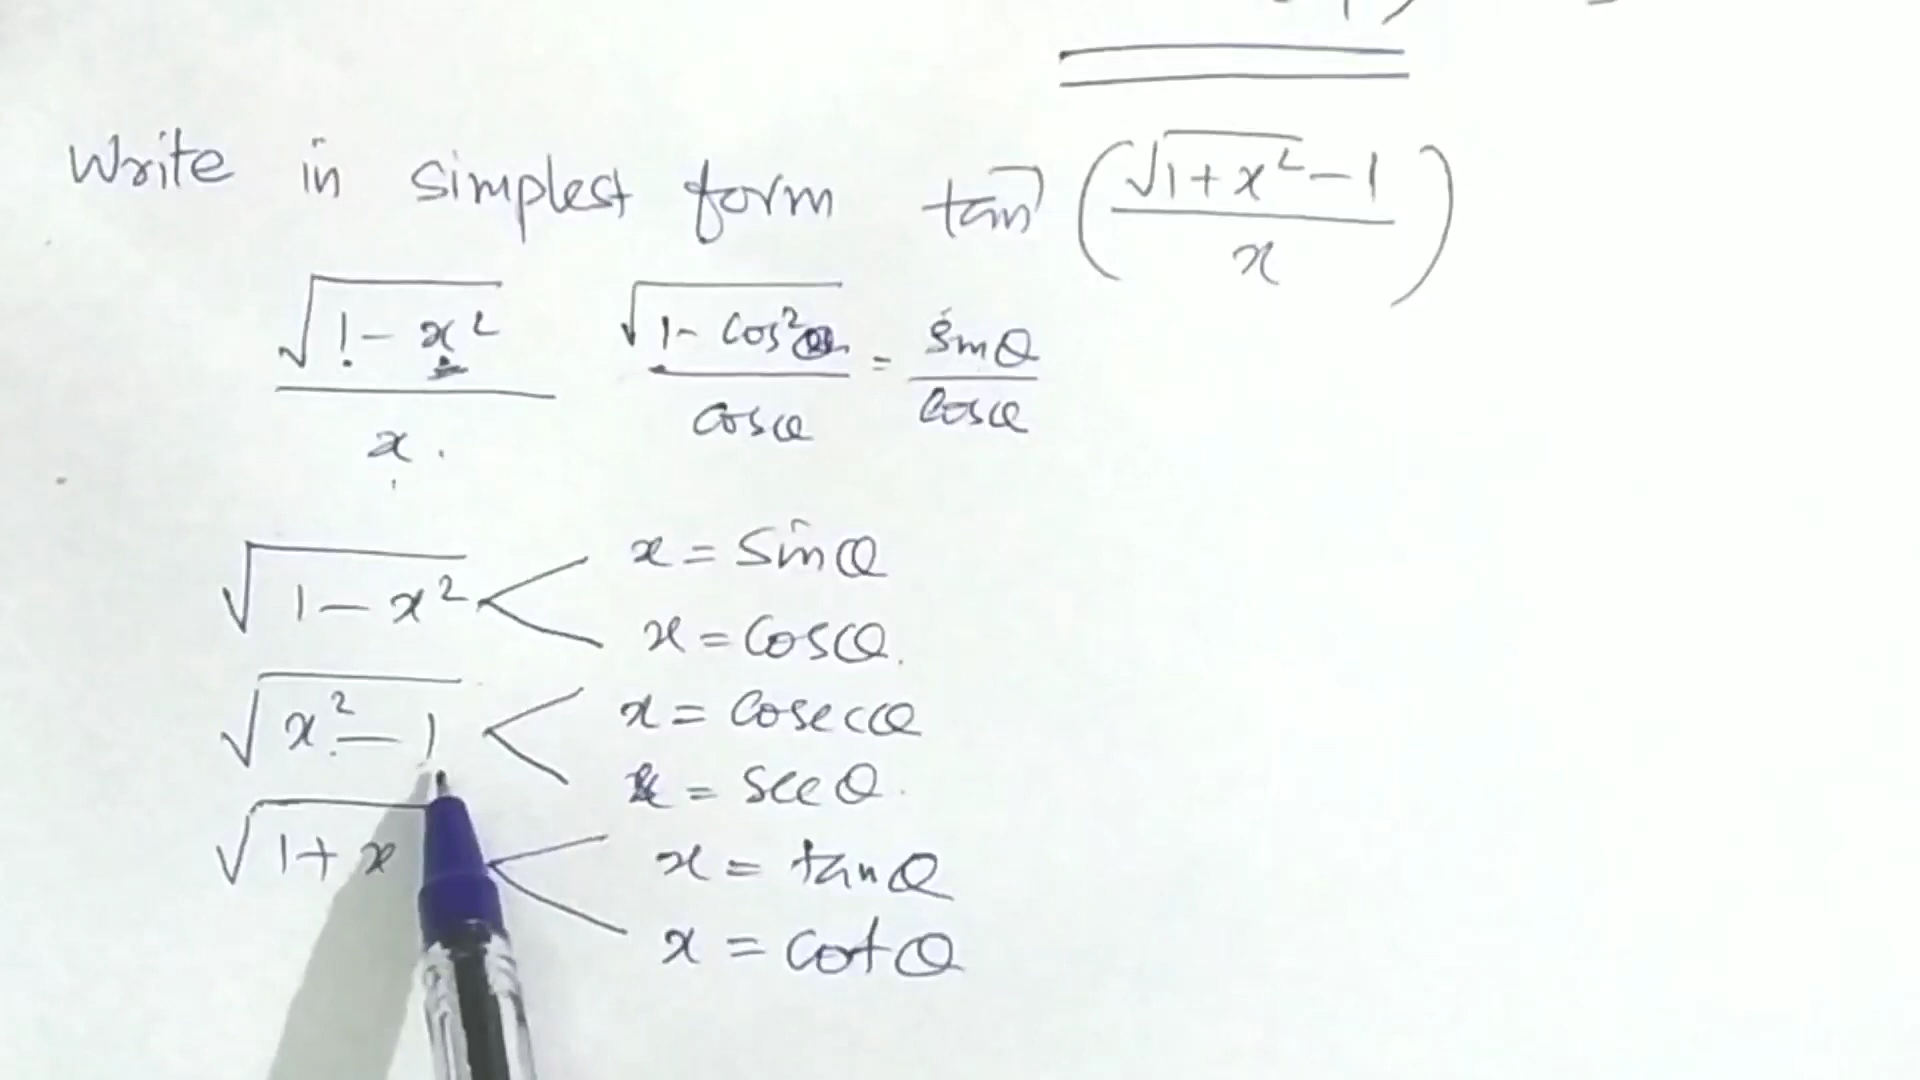 Write in simplest form tan⁻¹ (√(1+x²) − 1 / x)
√(1 − x²) / x . √(1 − cos²θ) / cosθ = sinθ / cosθ
√(1 − x²) x = sinθ
x = cosθ.
√(x² − 1) x = cosecθ
x = secθ.
√(1 + x x = tanθ
x = cotθ